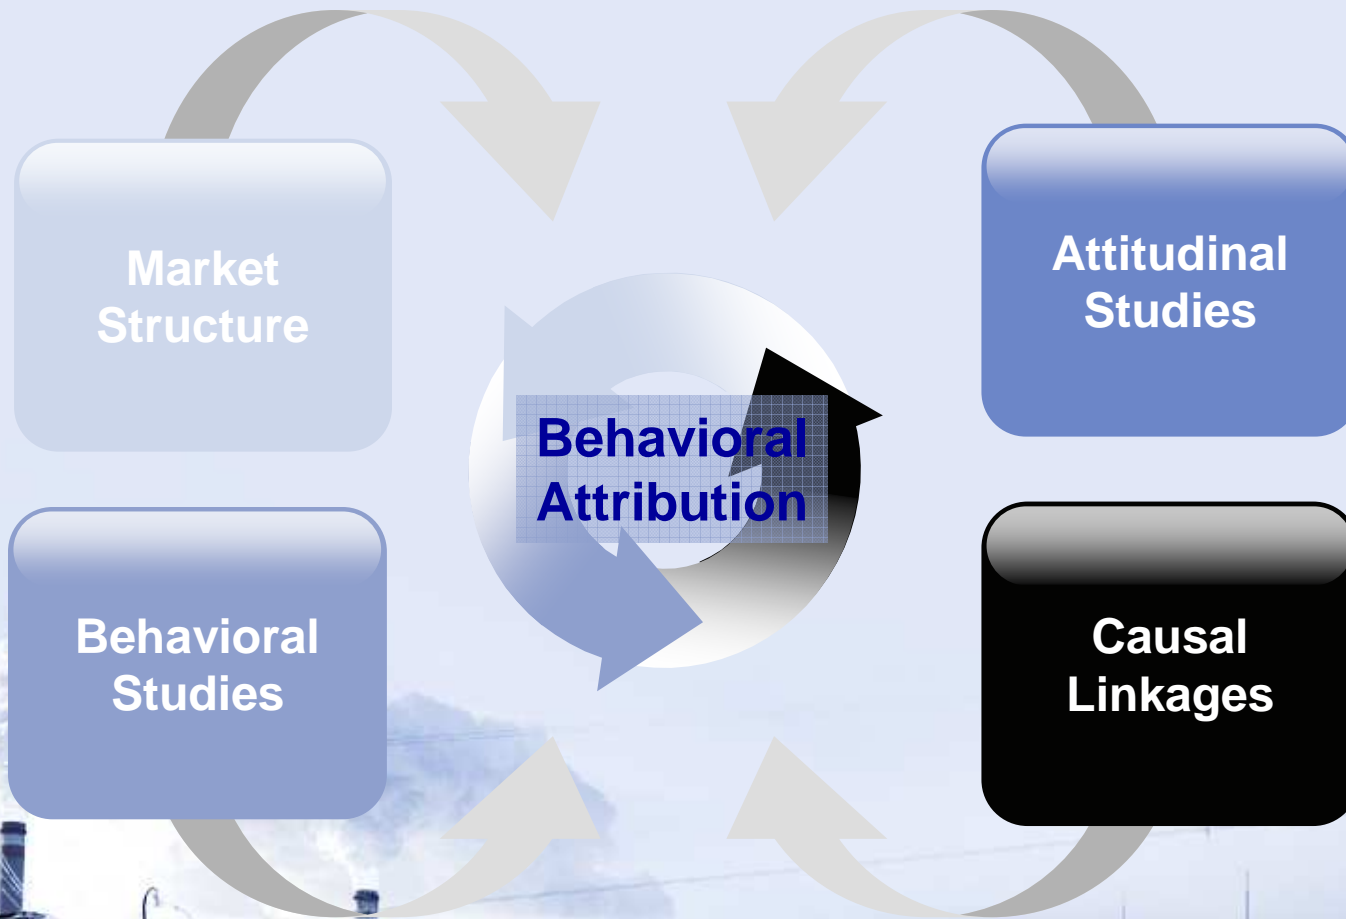 Market
Structure
Attitudinal
Studies
Behavioral
Attribution
Behavioral
Studies
Causal
Linkages